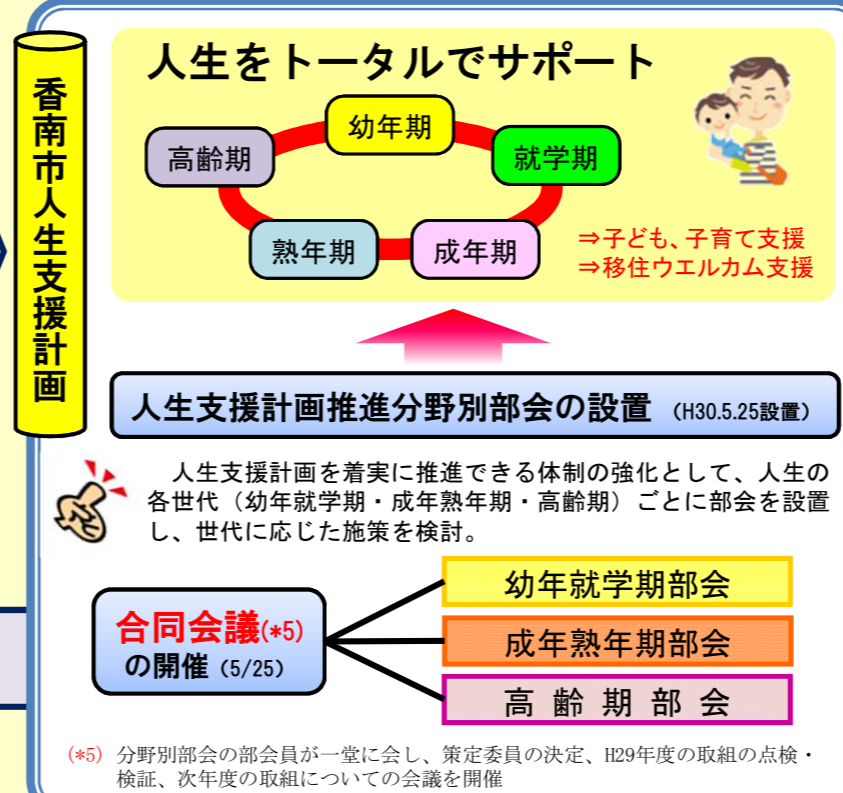 香南市人生支援計画
人生をトータルでサポート
幼年期
高齢期
就学期
熟年期
成年期
⇒子ども、子育て支援
⇒移住ウエルカム支援
人生支援計画推進分野別部会の設置 (H30.5.25設置)
人生支援計画を着実に推進できる体制の強化として、人生の
各世代（幼年就学期・成年熟年期・高齢期）ごとに部会を設置
し、世代に応じた施策を検討。
合同会議(*5)
の開催 (5/25)
幼年就学期部会
成年熟年期部会
高齢期部会
(*5) 分野別部会の部会員が一堂に会し、策定委員の決定、H29年度の取組の点検・
検証、次年度の取組についての会議を開催